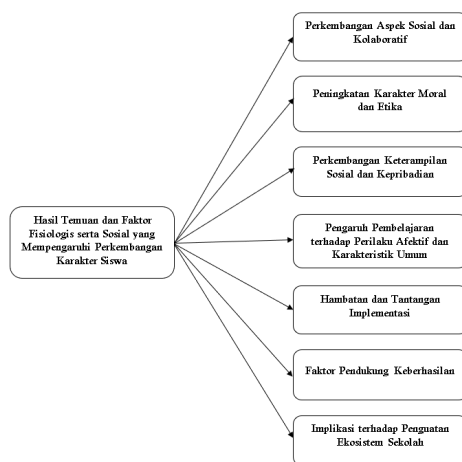 Perkembangan Aspek Sosial dan
Kolaboratif
Peningkatan Karakter Moral
dan Etika
Perkembangan Keterampilan
Sosial dan Kepribadian
Hasil Temuan dan Faktor
Fisiologis serta Sosial yang
Mempengaruhi Perkembangan
Karakter Siswa
Pengaruh Pembelajaran
terhadap Perilaku Afektif dan
Karakteristik Umum
Hambatan dan Tantangan
Implementasi
Faktor Pendukung Keberhasilan
Implikasi terhadap Penguatan
Ekosistem Sekolah